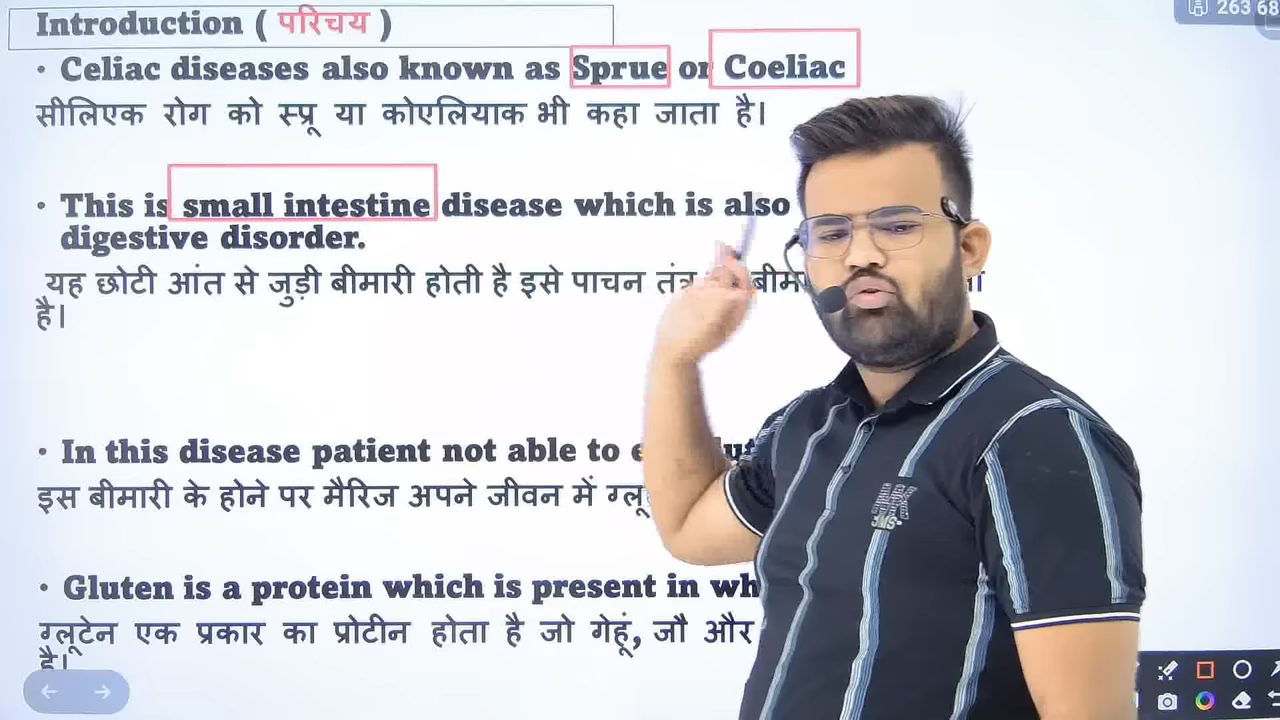 Introduction ( परिचय )
263 68
• Celiac diseases also known as Sprue or Coeliac
सीलिएक रोग को स्प्रू या कोएलियाक भी कहा जाता है।
• This is small intestine disease which is also
digestive disorder.
यह छोटी आंत से जुड़ी बीमारी होती है इसे पाचन तंत्र
है।
• In this disease patient not able to
इस बीमारी के होने पर मैरिज अपने जीवन में
• Gluten is a protein which is present in
ग्लूटेन एक प्रकार का प्रोटीन होता है जो गेहूं, जौ और
है।